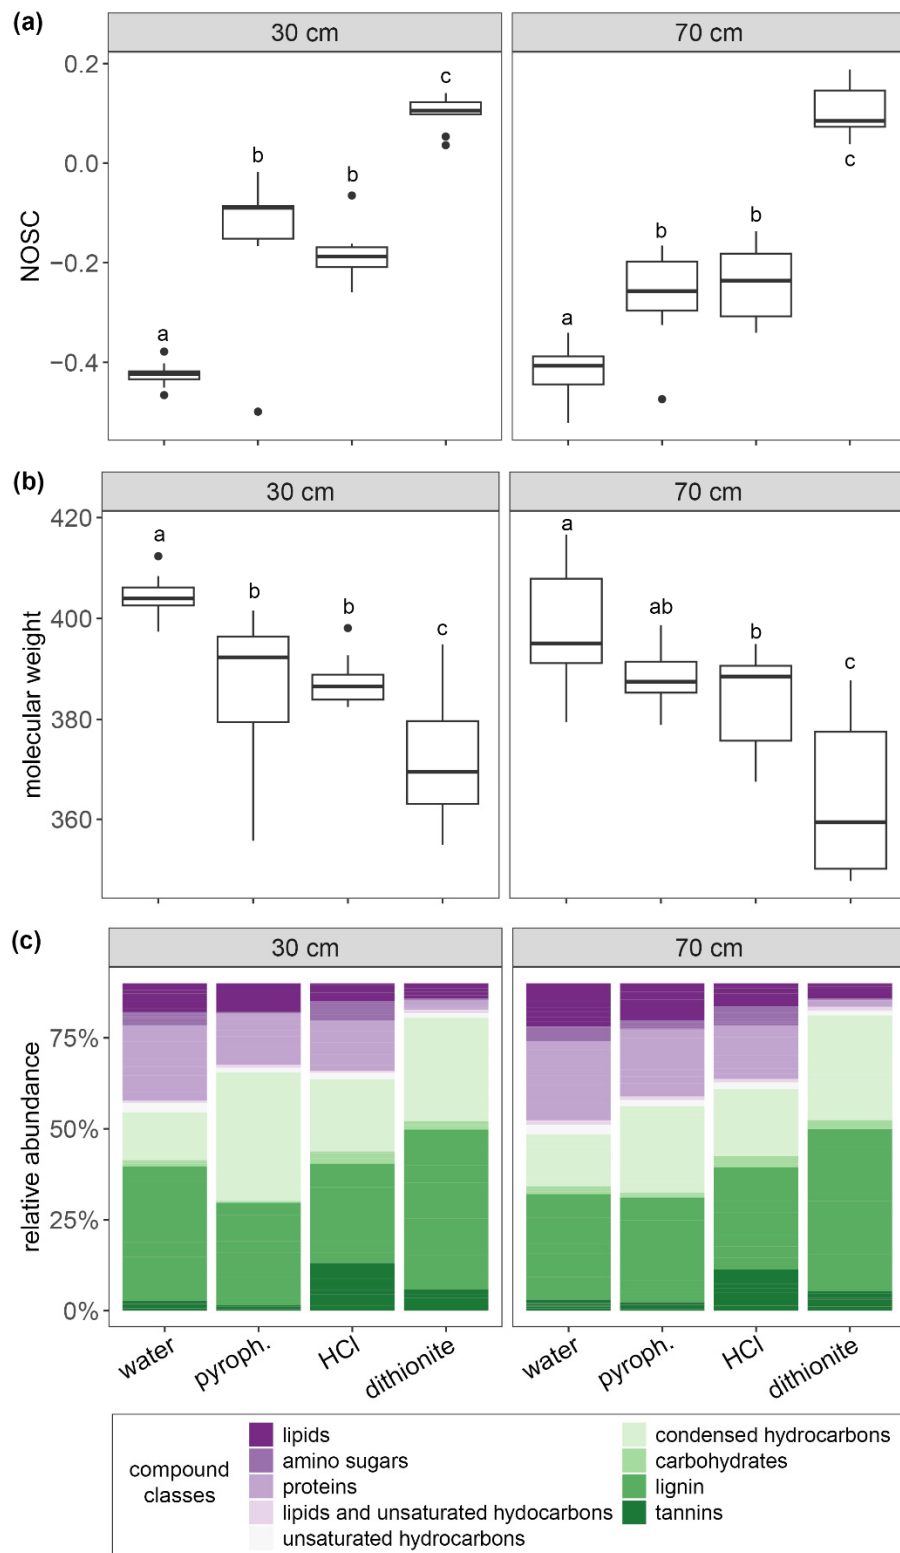 (a)
30 cm
70 cm
NOSC
0.2
0.0
−0.2
−0.4
a
b
b
c
a
b
b
c
(b)
30 cm
70 cm
molecular weight
420
400
380
360
a
b
b
c
a
ab
b
c
(c)
30 cm
70 cm
relative abundance
75%
50%
25%
0%
water
pyroph.
HCl
dithionite
water
pyroph.
HCl
dithionite
compound
classes
lipids
amino sugars
proteins
lipids and unsaturated hydocarbons
unsaturated hydrocarbons
condensed hydrocarbons
carbohydrates
lignin
tannins